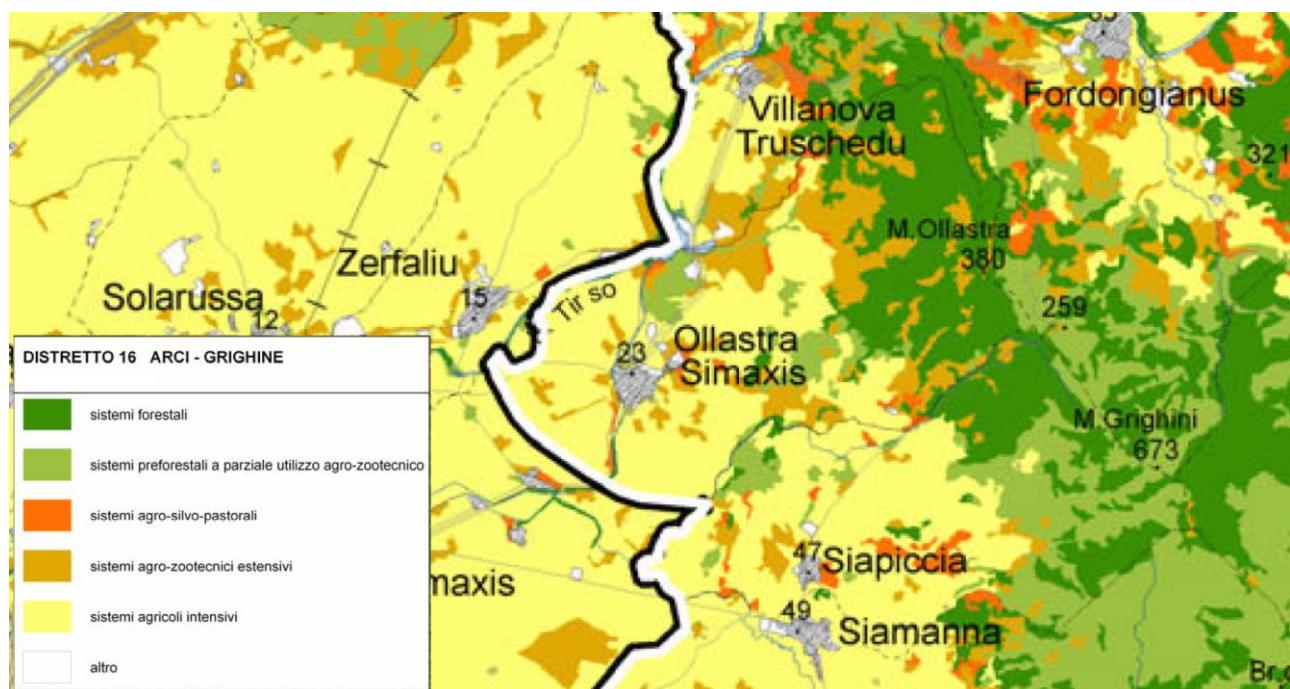 35
Villanova
Truschedu
Fordongianus
321
M.Ollastra
380
Zerfaliu
15
Tirso
Solarussa
12
259
Ollastra
Simaxis
23
M.Grighini
673
maxis
47
Siapiccia
49
Siamanna
Br.
DISTRETTO 16 ARCI - GRIGHINE
sistemi forestali
sistemi preforestali a parziale utilizzo agro-zootecnico
sistemi agro-silvo-pastorali
sistemi agro-zootecnici estensivi
sistemi agricoli intensivi
altro